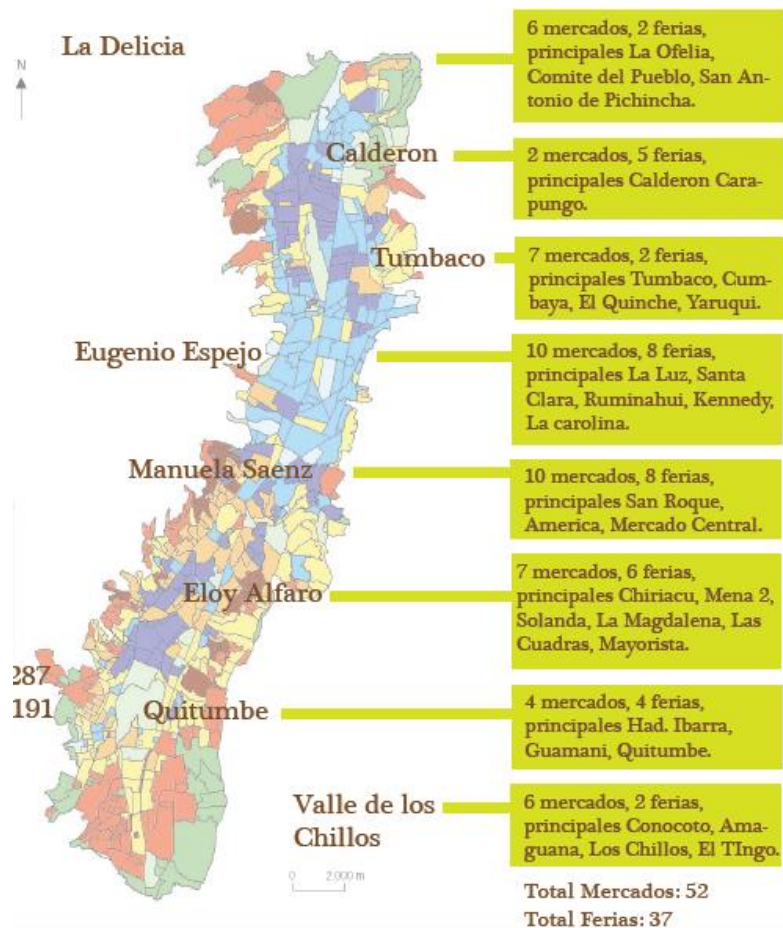 La Delicia
N
6 mercados, 2 ferias,
principales La Ofelia,
Comite del Pueblo, San An-
tonio de Pichincha.
Calderon
2 mercados, 5 ferias,
principales Calderon Cara-
pungo.
Tumbaco
7 mercados, 2 ferias,
principales Tumbaco, Cum-
baya, El Quinche, Yaruqui.
Eugenio Espejo
10 mercados, 8 ferias,
principales La Luz, Santa
Clara, Ruminahui, Kennedy,
La carolina.
Manuela Saenz
10 mercados, 8 ferias,
principales San Roque,
America, Mercado Central.
Eloy Alfaro
7 mercados, 6 ferias,
principales Chiriacu, Mena 2,
Solanda, La Magdalena, Las
Cuadras, Mayorista.
287
191
Quitumbe
4 mercados, 4 ferias,
principales Had. Ibarra,
Guamani, Quitumbe.
Valle de los
Chillos
6 mercados, 2 ferias,
principales Conocoto, Ama-
guana, Los Chillos, El TIngo.
0 2.000 m
Total Mercados: 52
Total Ferias: 37